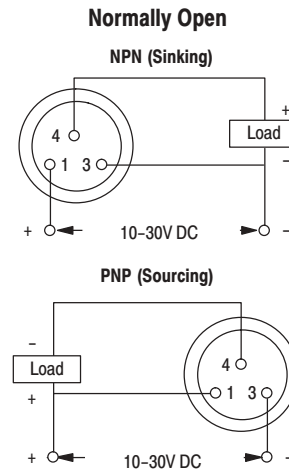 Normally Open
NPN (Sinking)
4
1 3
+
Load
–
+ 10–30V DC –
PNP (Sourcing)
–
Load
+
4
1 3
+ 10–30V DC –